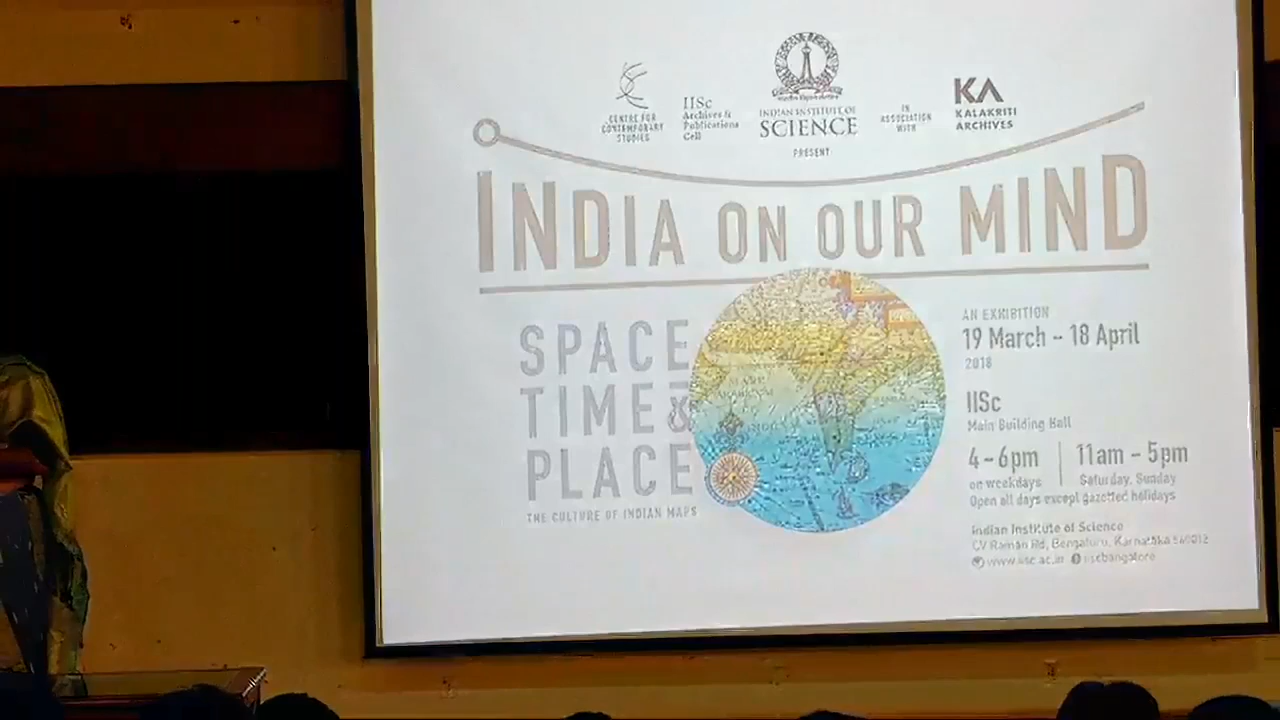 CENTRE FOR
CONTEMPORARY
STUDIES
IISc
Archives &
Publications
Cell
INDIAN INSTITUTE OF
SCIENCE
PRESENT
IN
ASSOCIATION
WITH
KA
KALAKRITI
ARCHIVES
INDIA ON OUR MIND
SPACE
TIME &
PLACE
THE CULTURE OF INDIAN MAPS
AN EXHIBITION
19 March - 18 April
2018
IISc
Main Building Hall
4 - 6pm
on weekdays
11am - 5pm
Saturday, Sunday
Open all days except gazetted holidays
Indian Institute of Science
CV Raman Rd, Bengaluru, Karnataka 560012
www.iisc.ac.in iiscbangalore